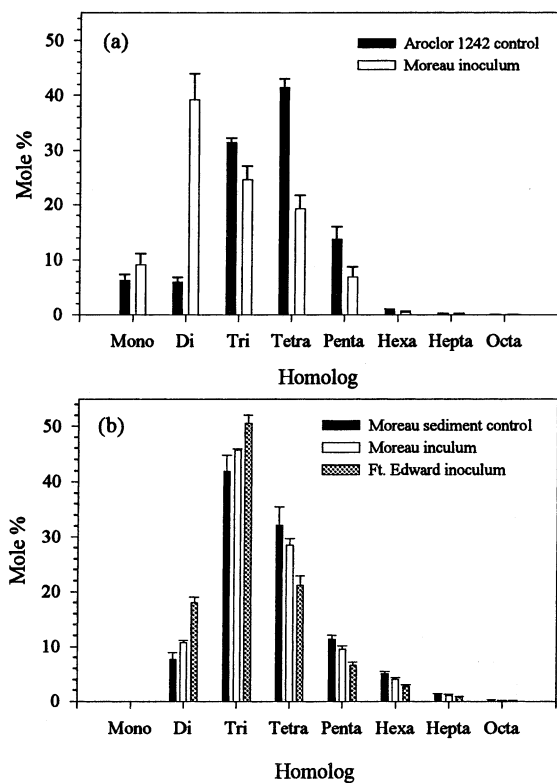 (a)
Aroclor 1242 control
Moreau inoculum
50
40
30
20
10
0
Mole %
Mono Di Tri Tetra Penta Hexa Hepta Octa
Homolog
(b)
Moreau sediment control
Moreau inculum
Ft. Edward inoculum
50
40
30
20
10
0
Mole %
Mono Di Tri Tetra Penta Hexa Hepta Octa
Homolog